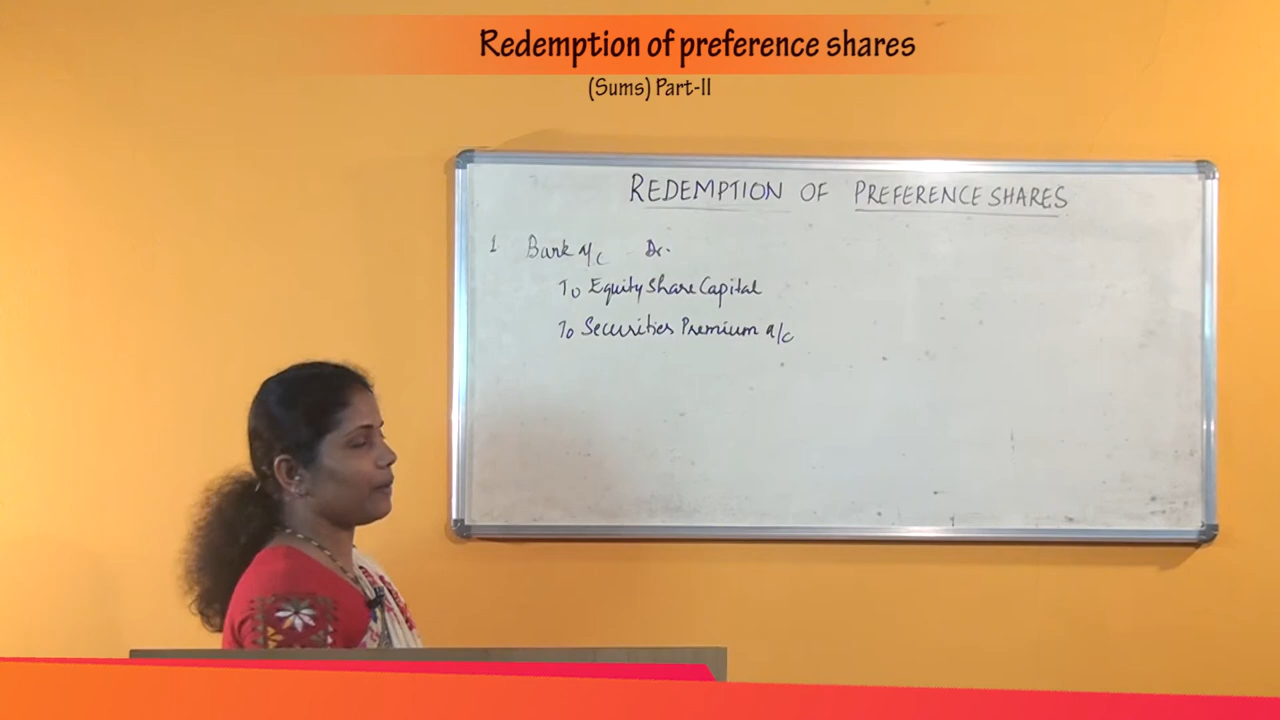 Redemption of preference shares
(Sums) Part-II
REDEMPTION OF PREFERENCE SHARES
1 Bank a/c Dr.
To Equity Share Capital
To Securities Premium a/c